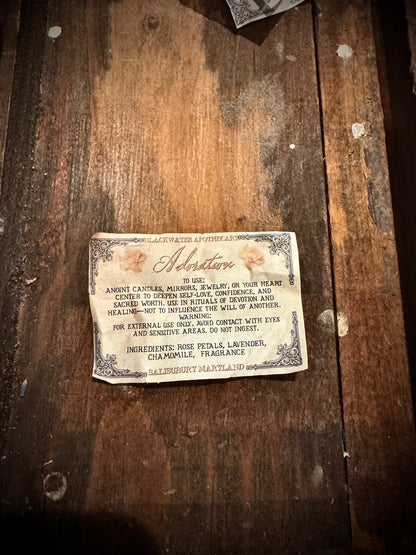 BLACKWATER APOTHECARY
Adoration
TO USE:
ANOINT CANDLES, MIRRORS, JEWELRY, OR YOUR HEART
CENTER TO DEEPEN SELF-LOVE, CONFIDENCE, AND
SACRED WORTH. USE IN RITUALS OF DEVOTION AND
HEALING—NOT TO INFLUENCE THE WILL OF ANOTHER.
WARNING:
FOR EXTERNAL USE ONLY. AVOID CONTACT WITH EYES
AND SENSITIVE AREAS. DO NOT INGEST.
INGREDIENTS: ROSE PETALS, LAVENDER,
CHAMOMILE, FRAGRANCE
SALISBURY MARYLAND